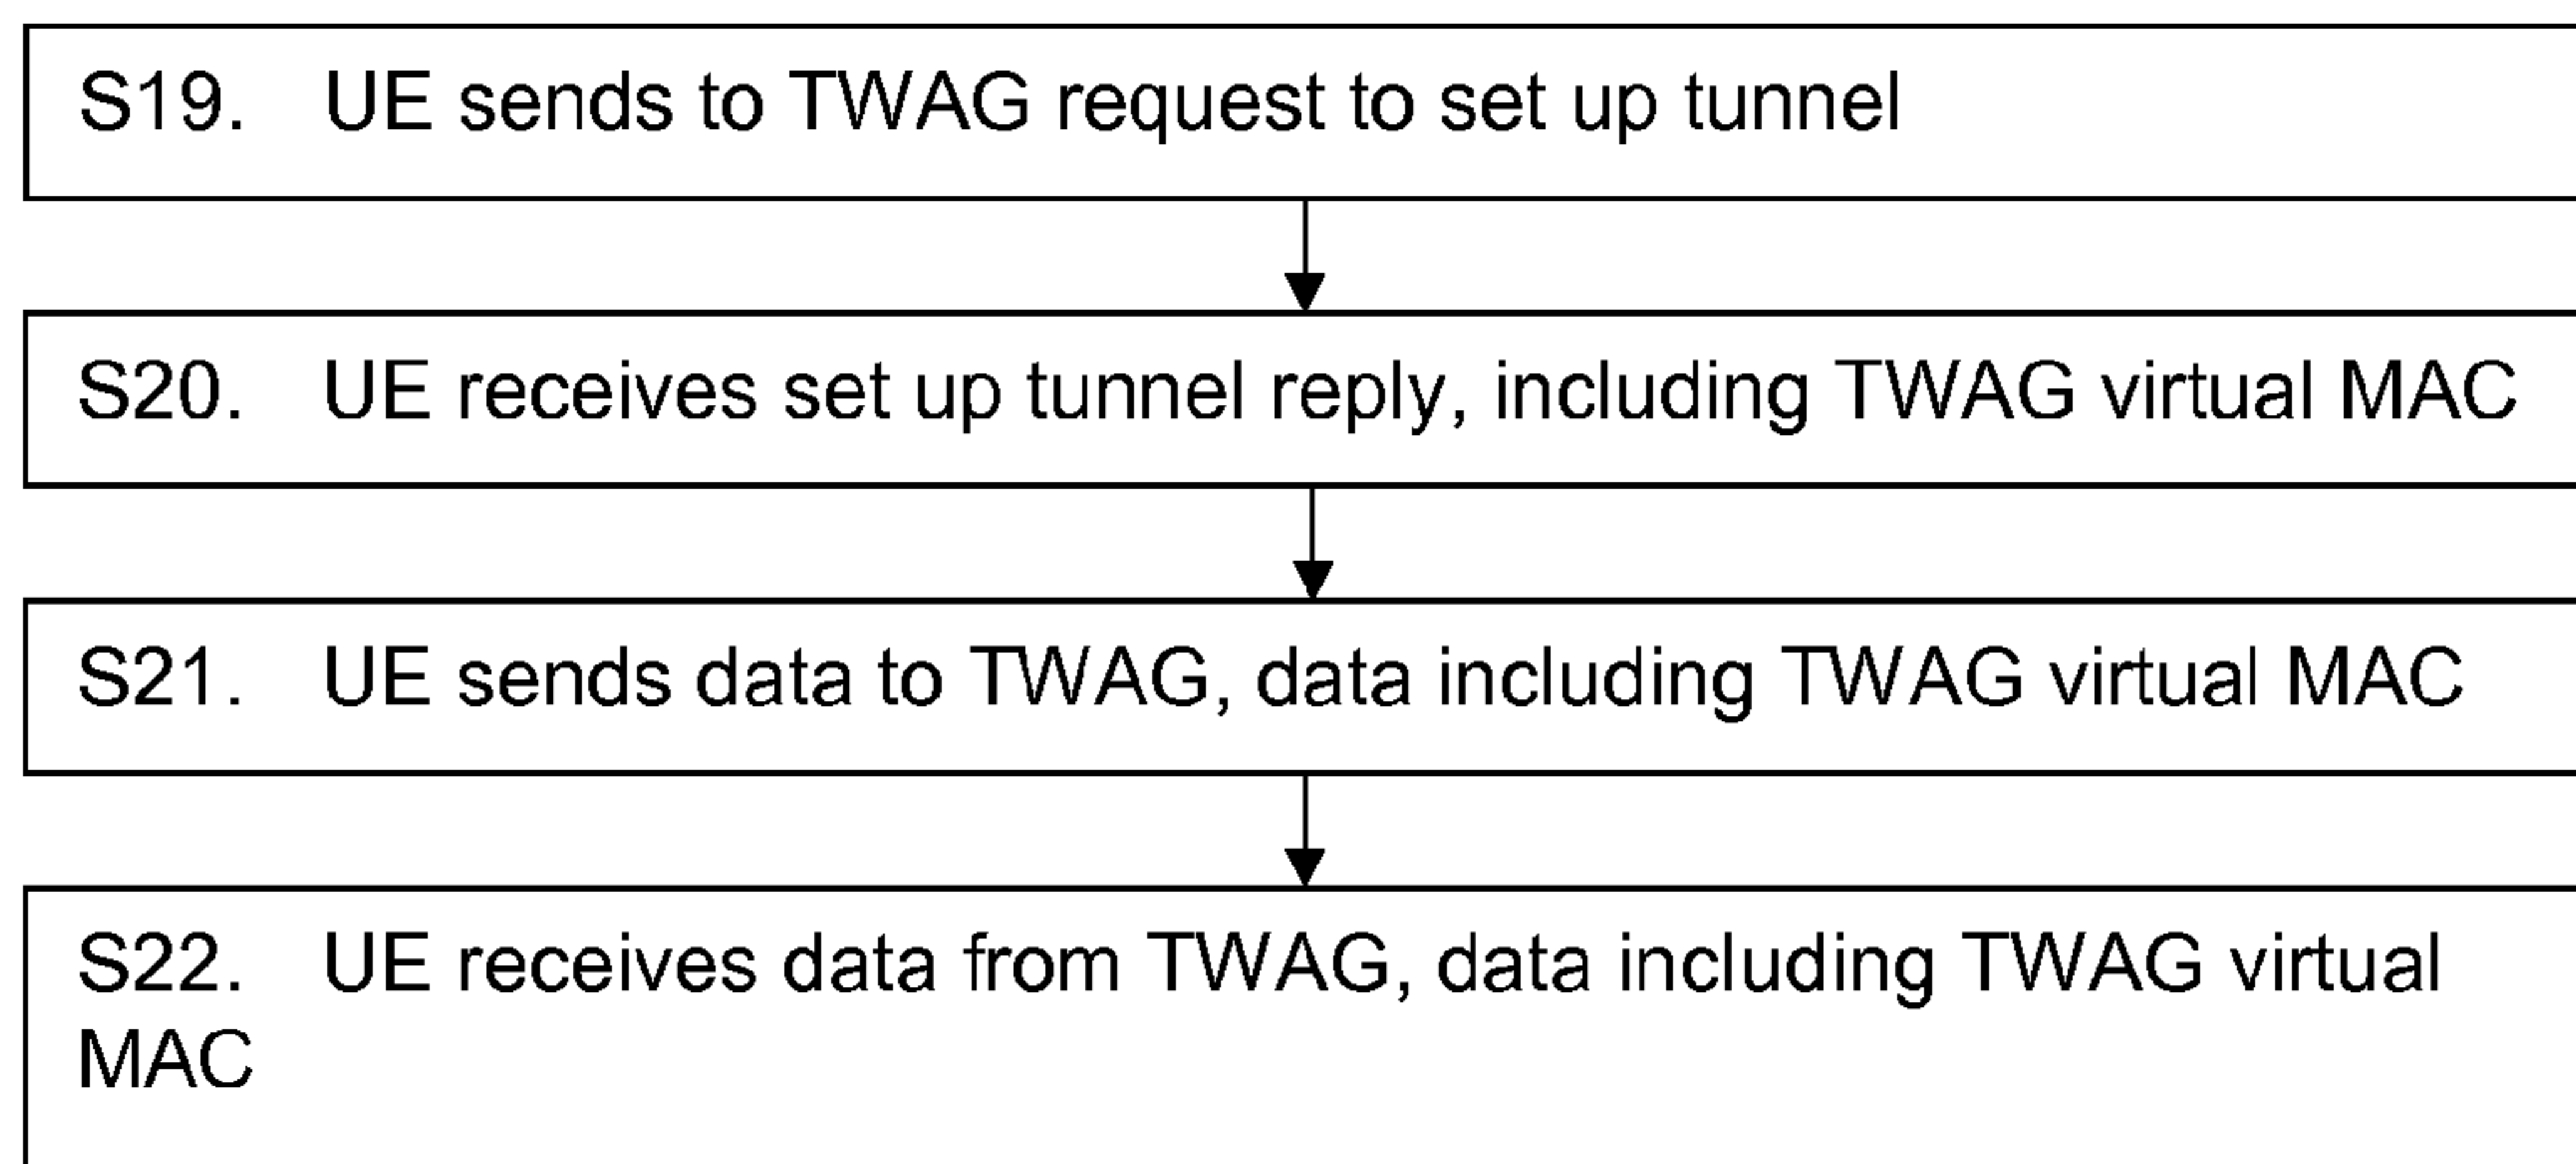 S19. UE sends to TWAG request to set up tunnel
S20. UE receives set up tunnel reply, including TWAG virtual MAC
S21. UE sends data to TWAG, data including TWAG virtual MAC
S22. UE receives data from TWAG, data including TWAG virtual
MAC